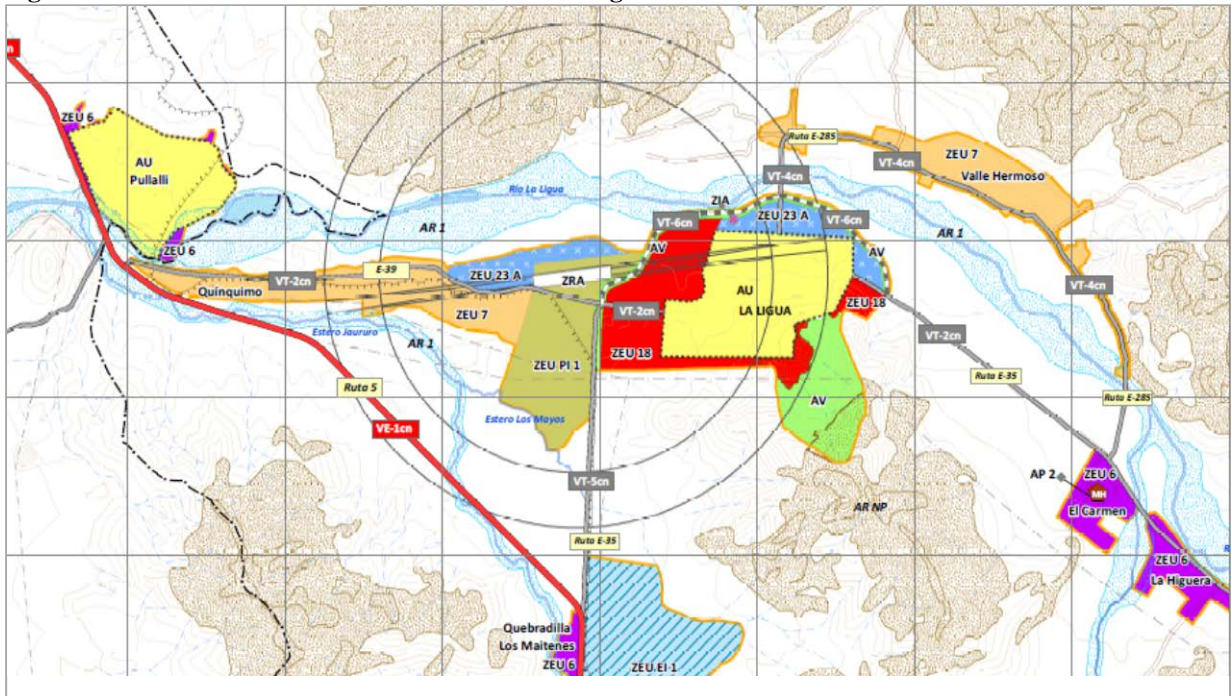 ZEU 6
AU
Pullalli
ZEU 6
Río La Ligua
AR 1
VT-2cn
Quínquimo
E-39
ZEU 23 A
ZRA
ZEU 7
Estero Jaururo
AR 1
ZEU PI 1
Ruta 5
VE-1cn
Estero Los Mayos
VT-5cn
Ruta E-35
Quebradilla
Los Maitenes
ZEU 6
ZEU EI 1
ZIA
VT-6cn
AV
ZEU 23 A
VT-4cn
VT-6cn
AV
AU
LA LIGUA
VT-2cn
ZEU 18
ZEU 18
AV
Ruta E-285
VT-4cn
ZEU 7
Valle Hermoso
AR 1
VT-4cn
VT-2cn
Ruta E-35
Ruta E-285
AR NP
AP 2
ZEU 6
MH
El Carmen
ZEU 6
La Higuera